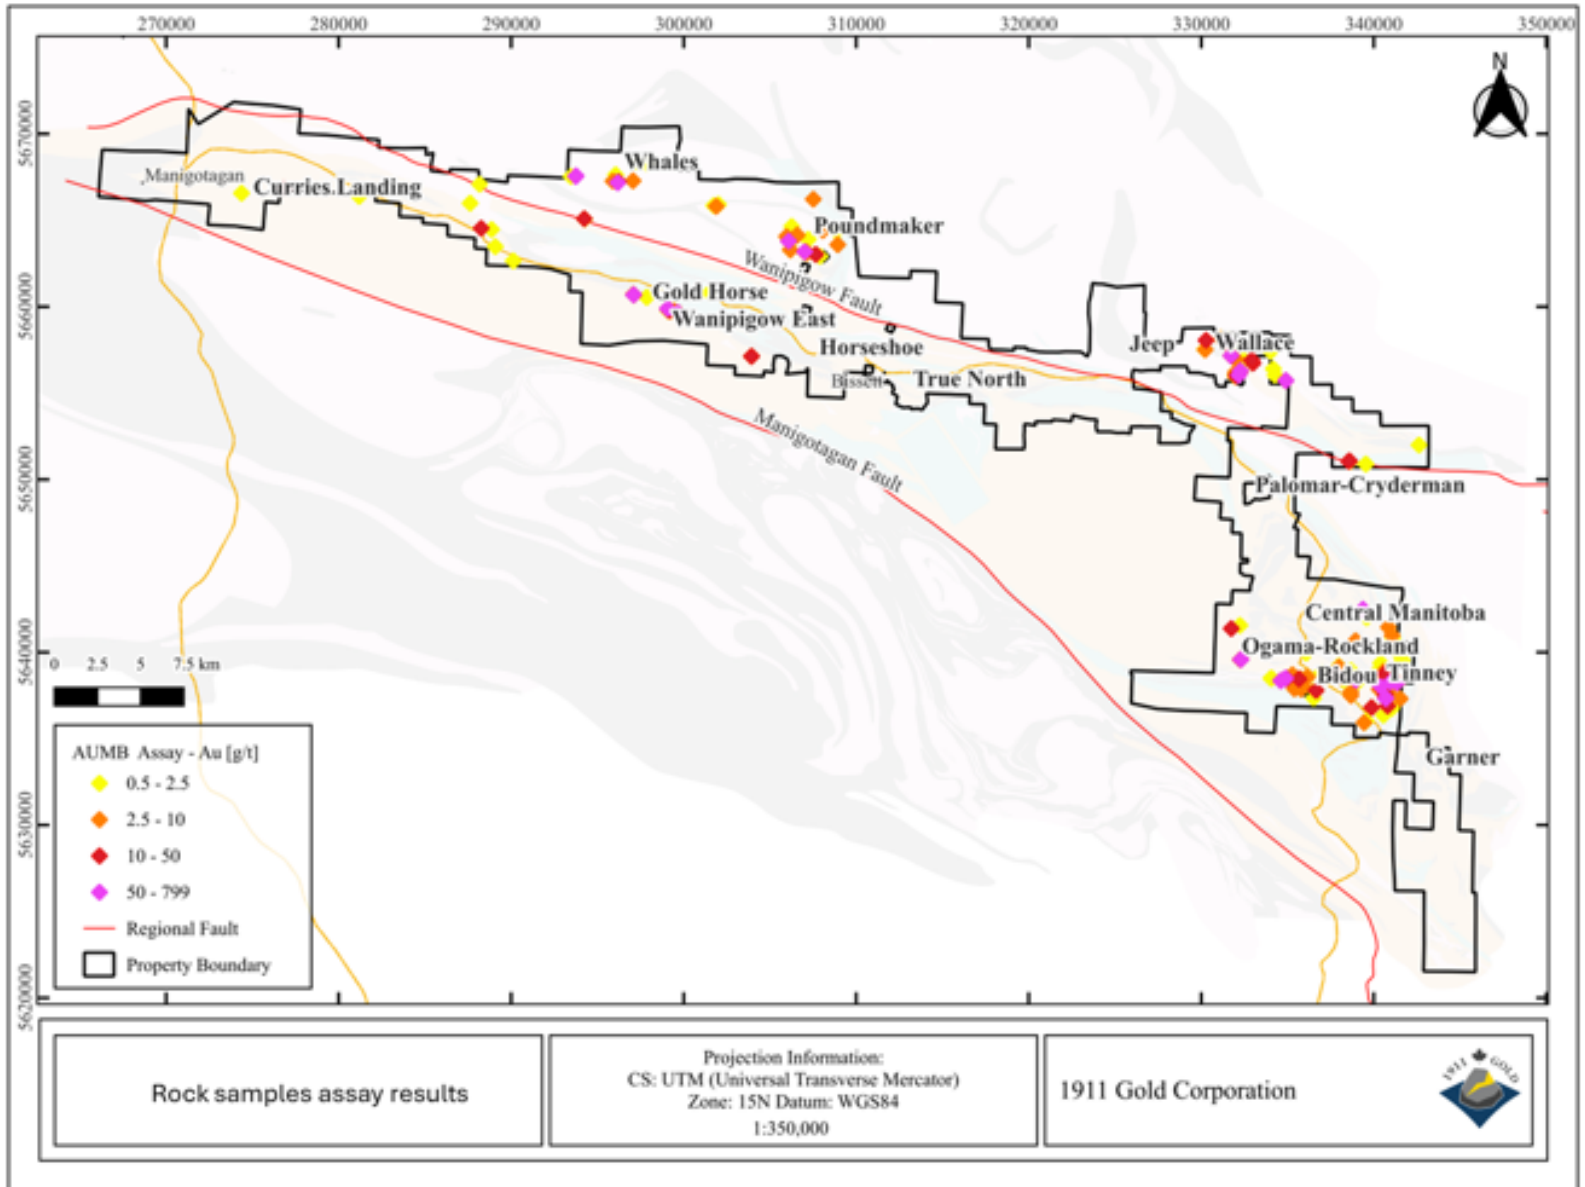 270000 280000 290000 300000 310000 320000 330000 340000 350000
N
5670000
5660000
5650000
5640000
5630000
5620000
Whales
Manigotagan
Curries.Landing
Poundmaker
Wanipigow Fault
Gold Horse
Wanipigow East
Horseshoe
Jeep
Wallace
Bissett
True North
Manigotagan Fault
Palomar-Cryderman
Central Manitoba
Ogama-Rockland
Bidou
Tinney
Garner
0 2.5 5 7.5 km
AUMB Assay - Au [g/t]
0.5 - 2.5
2.5 - 10
10 - 50
50 - 799
Regional Fault
Property Boundary
Rock samples assay results
Projection Information:
CS: UTM (Universal Transverse Mercator)
Zone: 15N Datum: WGS84
1:350,000
1911 Gold Corporation
1911 GOLD